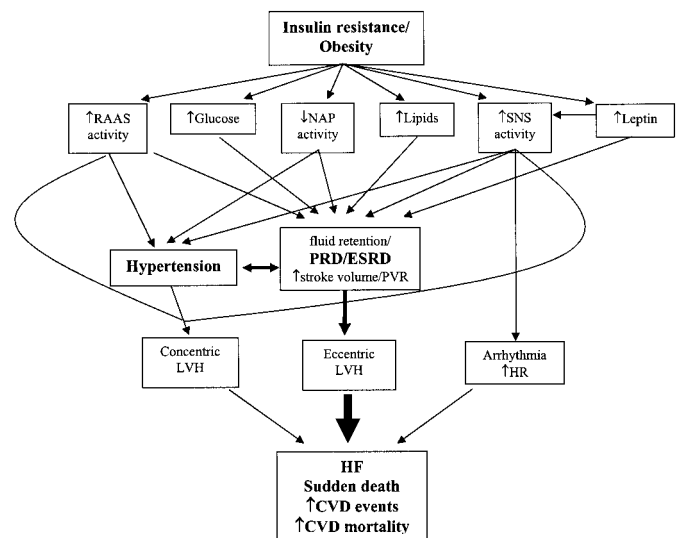 Insulin resistance/
Obesity
↑RAAS
activity
↑Glucose
↓NAP
activity
↑Lipids
↑SNS
activity
↑Leptin
Hypertension
fluid retention/
PRD/ESRD
↑stroke volume/PVR
Concentric
LVH
Eccentric
LVH
Arrhythmia
↑HR
HF
Sudden death
↑CVD events
↑CVD mortality